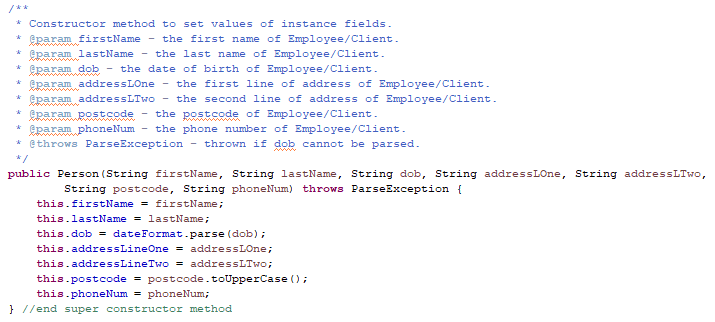 /**
 * Constructor method to set values of instance fields.
 * @param firstName - the first name of Employee/Client.
 * @param lastName - the last name of Employee/Client.
 * @param dob - the date of birth of Employee/Client.
 * @param addressLOne - the first line of address of Employee/Client.
 * @param addressLTwo - the second line of address of Employee/Client.
 * @param postcode - the postcode of Employee/Client.
 * @param phoneNum - the phone number of Employee/Client.
 * @throws ParseException - thrown if dob cannot be parsed.
 */
public Person(String firstName, String lastName, String dob, String addressLOne, String addressLTwo,
        String postcode, String phoneNum) throws ParseException {
    this.firstName = firstName;
    this.lastName = lastName;
    this.dob = dateFormat.parse(dob);
    this.addressLineOne = addressLOne;
    this.addressLineTwo = addressLTwo;
    this.postcode = postcode.toUpperCase();
    this.phoneNum = phoneNum;
} //end super constructor method